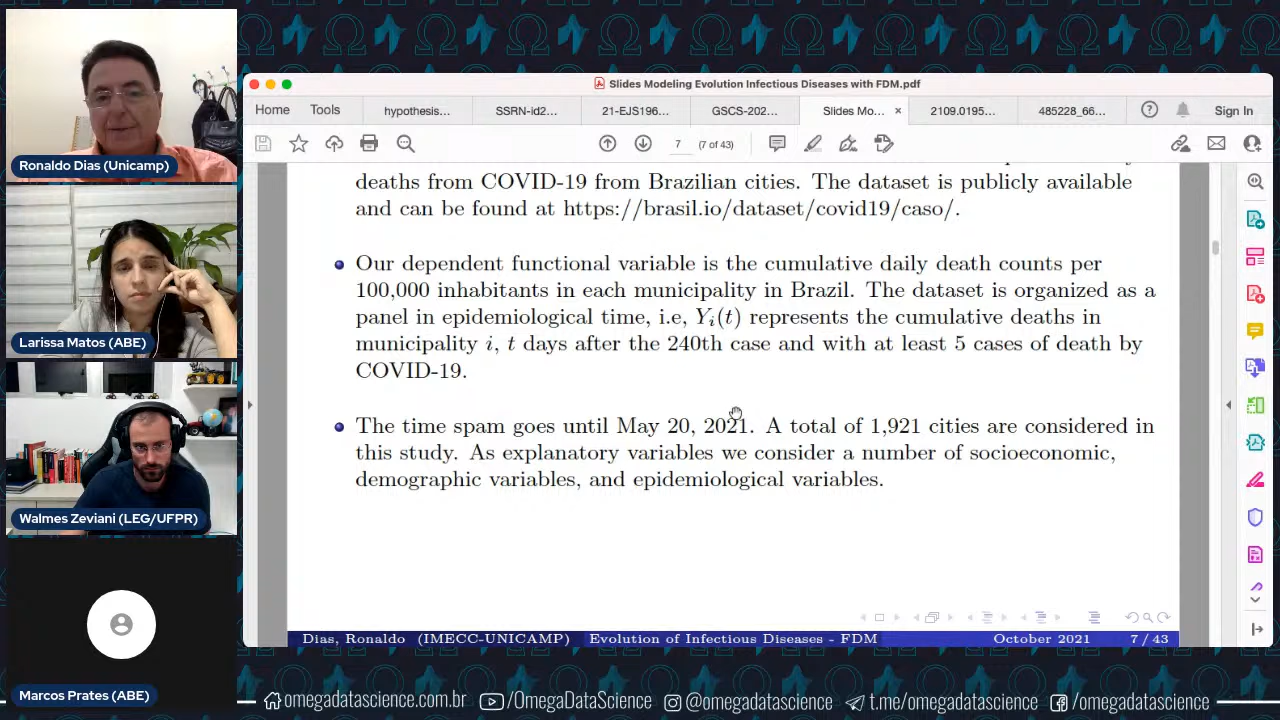 Ronaldo Dias (Unicamp)
Larissa Matos (ABE)
Walmes Zeviani (LEG/UFPR)
Marcos Prates (ABE)
Slides Modeling Evolution Infectious Diseases with FDM.pdf
Home Tools hypothesis... SSRN-id2... 21-EJS196... GSCS-202... Slides Mo... × 2109.0195... 485228_66... Sign In
7 (7 of 43)
deaths from COVID-19 from Brazilian cities. The dataset is publicly available
and can be found at https://brasil.io/dataset/covid19/caso/.
Our dependent functional variable is the cumulative daily death counts per
100,000 inhabitants in each municipality in Brazil. The dataset is organized as a
panel in epidemiological time, i.e, Yi(t) represents the cumulative deaths in
municipality i, t days after the 240th case and with at least 5 cases of death by
COVID-19.
The time spam goes until May 20, 2021. A total of 1,921 cities are considered in
this study. As explanatory variables we consider a number of socioeconomic,
demographic variables, and epidemological variables.
Dias, Ronaldo (IMECC-UNICAMP) Evolution of Infectious Diseases - FDM October 2021 7 / 43
omegadatascience.com.br /OmegaDataScience @omegadatascience t.me/omegadatascience /omegadatascience